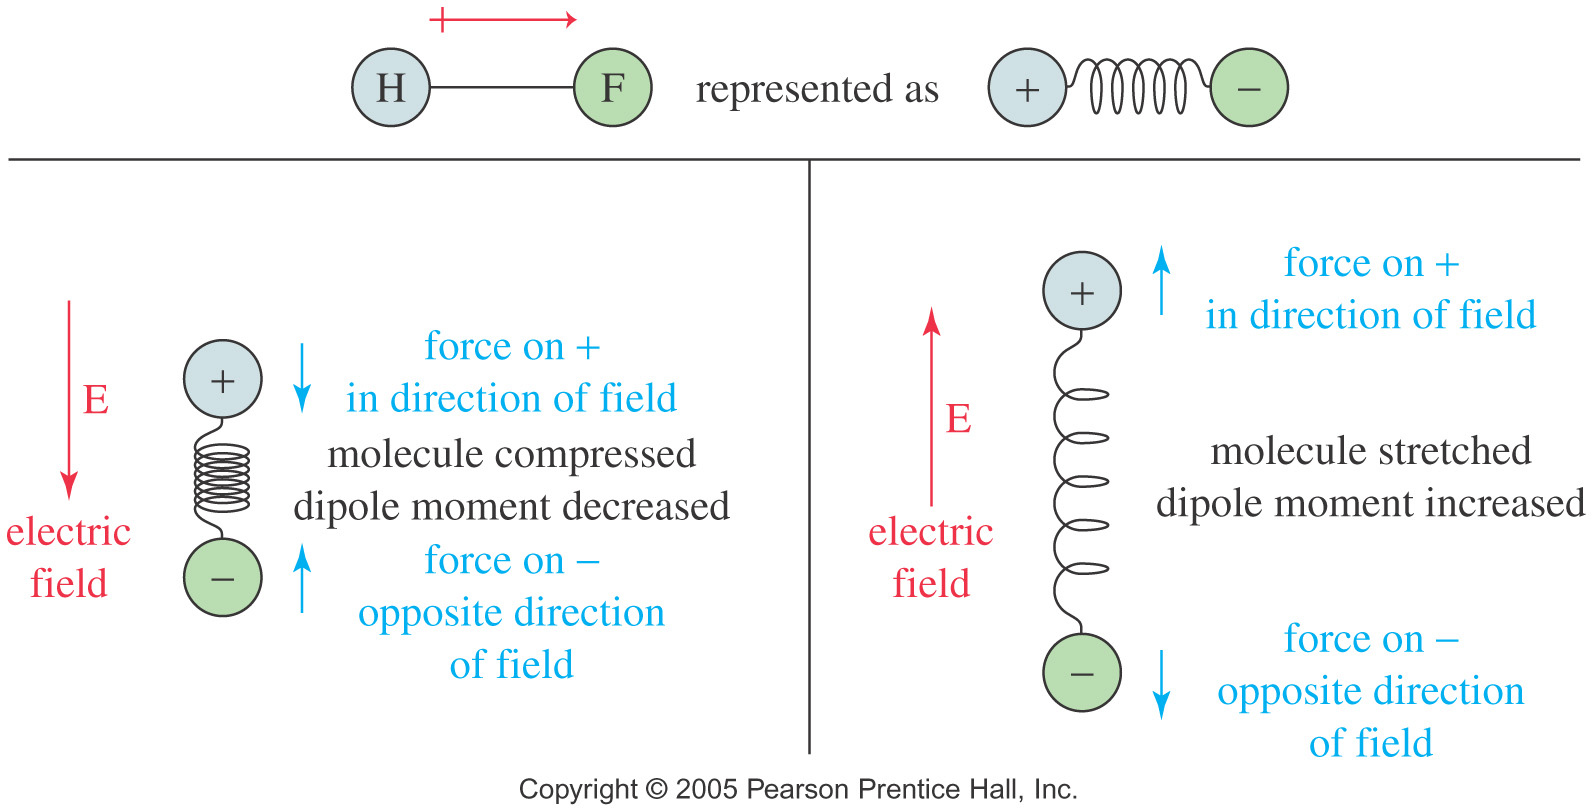 H F represented as + −
E
electric
field
+
−
force on +
in direction of field
molecule compressed
dipole moment decreased
force on −
opposite direction
of field
E
electric
field
+
−
force on +
in direction of field
molecule stretched
dipole moment increased
force on −
opposite direction
of field
Copyright © 2005 Pearson Prentice Hall, Inc.